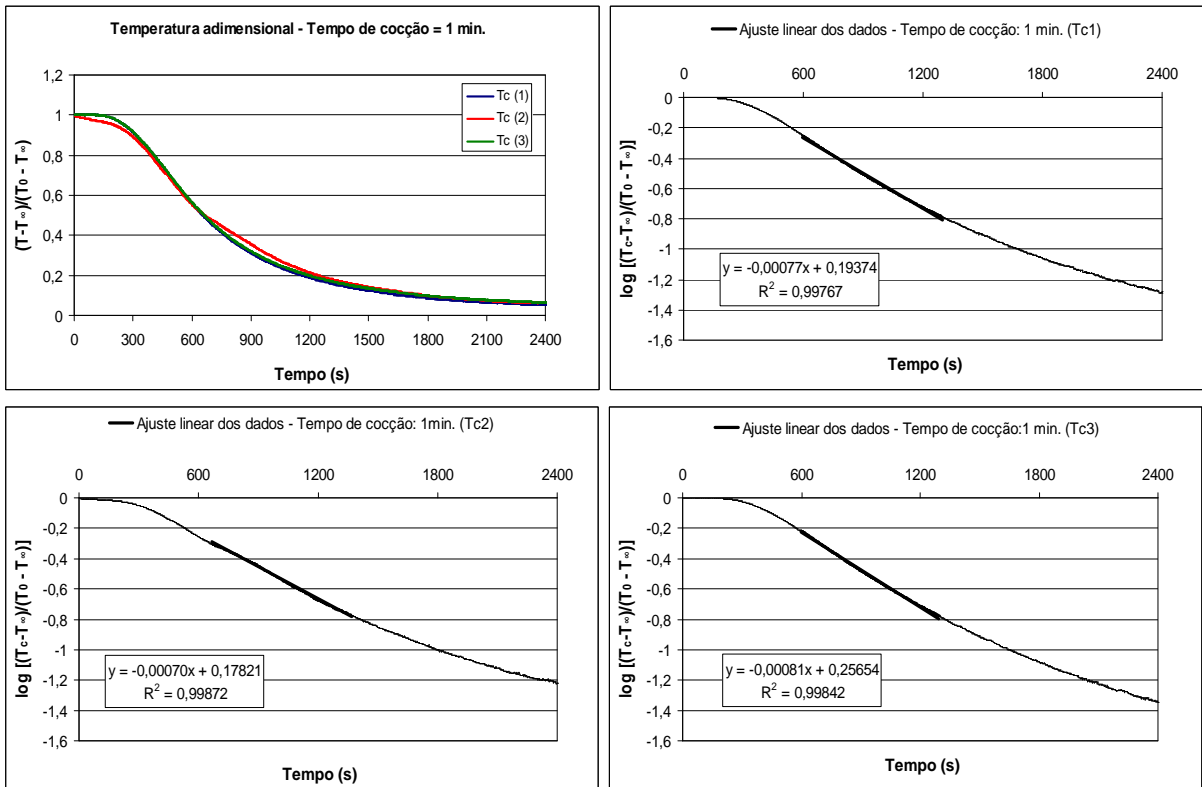 Temperatura adimensional - Tempo de cocção = 1 min.
1,2
1
0,8
0,6
0,4
0,2
0
(T-T∞)/(T0 - T∞)
Tc (1)
Tc (2)
Tc (3)
0 300 600 900 1200 1500 1800 2100 2400
Tempo (s)
Ajuste linear dos dados - Tempo de cocção: 1 min. (Tc1)
0 600 1200 1800 2400
0
-0,2
-0,4
-0,6
-0,8
-1
-1,2
-1,4
-1,6
log [(Tc-T∞)/(T0 - T∞)]
y = -0,00077x + 0,19374
R² = 0,99767
Tempo (s)
Ajuste linear dos dados - Tempo de cocção: 1min. (Tc2)
0 600 1200 1800 2400
0
-0,2
-0,4
-0,6
-0,8
-1
-1,2
-1,4
-1,6
log [(Tc-T∞)/(T0 - T∞)]
y = -0,00070x + 0,17821
R² = 0,99872
Tempo (s)
Ajuste linear dos dados - Tempo de cocção:1 min. (Tc3)
0 600 1200 1800 2400
0
-0,2
-0,4
-0,6
-0,8
-1
-1,2
-1,4
-1,6
log [(Tc-T∞)/(T0 - T∞)]
y = -0,00081x + 0,25654
R² = 0,99842
Tempo (s)